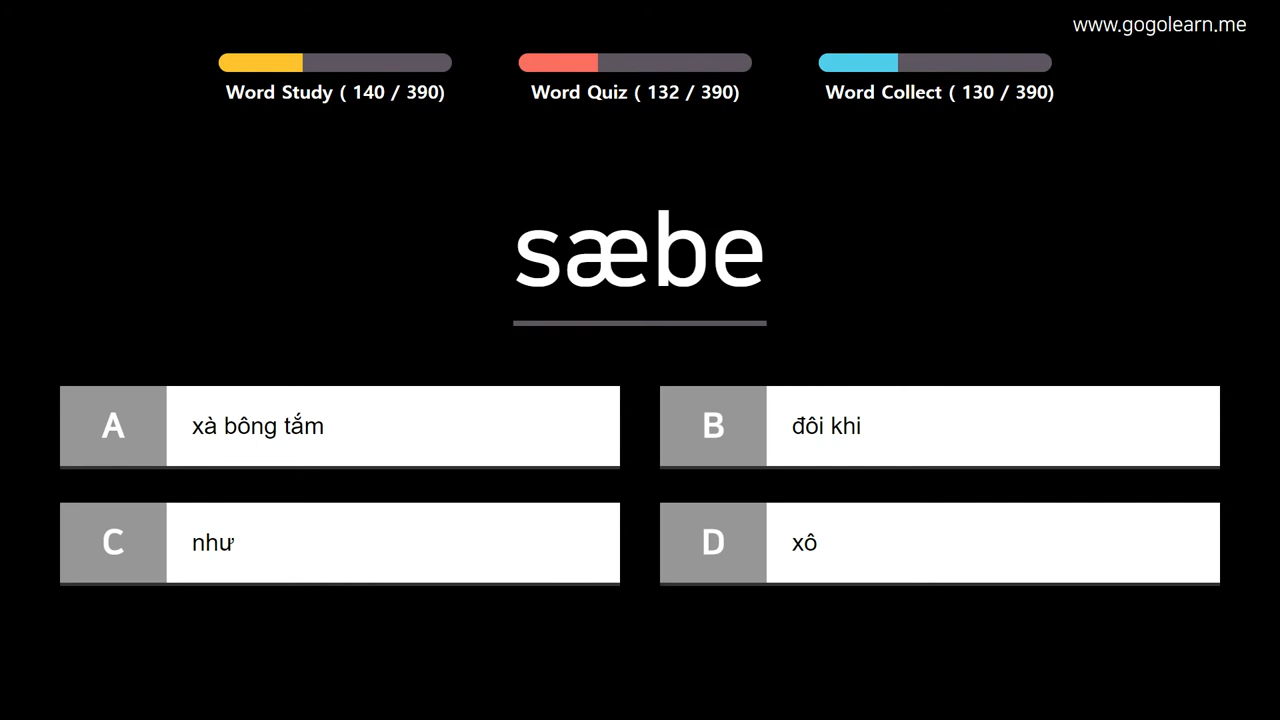 www.gogolearn.me
Word Study ( 140 / 390)
Word Quiz ( 132 / 390)
Word Collect ( 130 / 390)
sæbe
A
xà bông tắm
B
đôi khi
C
như
D
xô